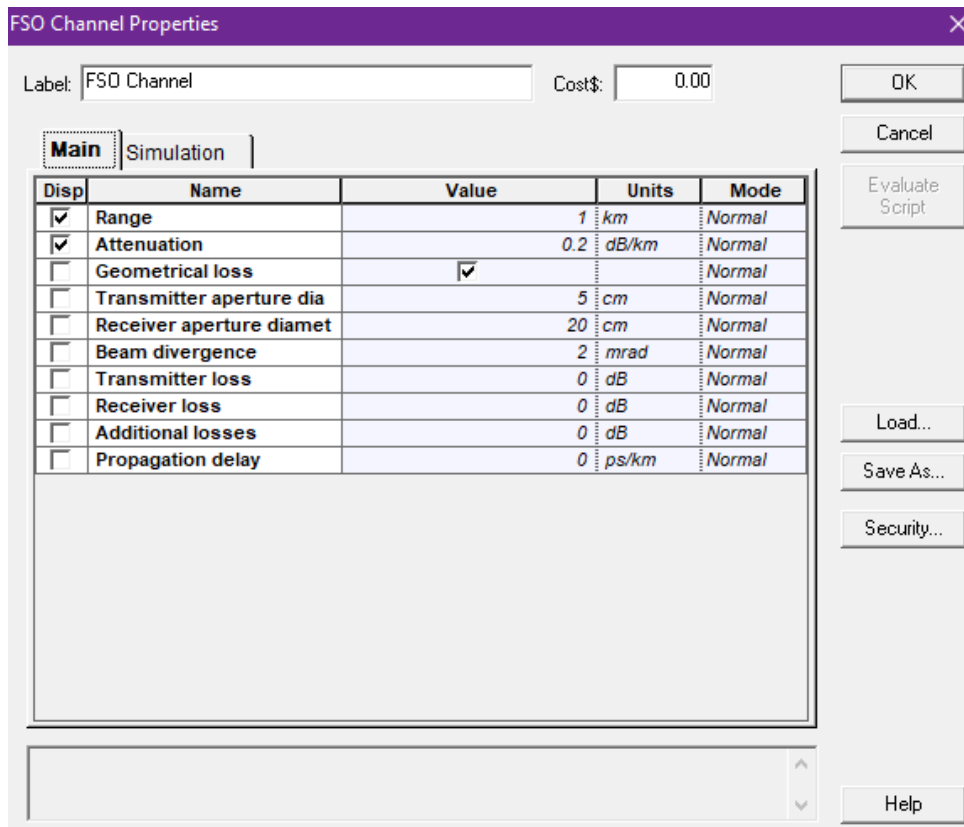 FSO Channel Properties
Label: FSO Channel Cost$: 0.00 OK
Cancel
Main Simulation
Evaluate
Script
Disp Name Value Units Mode
Range 1 km Normal
Attenuation 0.2 dB/km Normal
Geometrical loss Normal
Transmitter aperture dia 5 cm Normal
Receiver aperture diamet 20 cm Normal
Beam divergence 2 mrad Normal
Transmitter loss 0 dB Normal
Receiver loss 0 dB Normal
Additional losses 0 dB Normal
Propagation delay 0 ps/km Normal
Load...
Save As...
Security...
Help